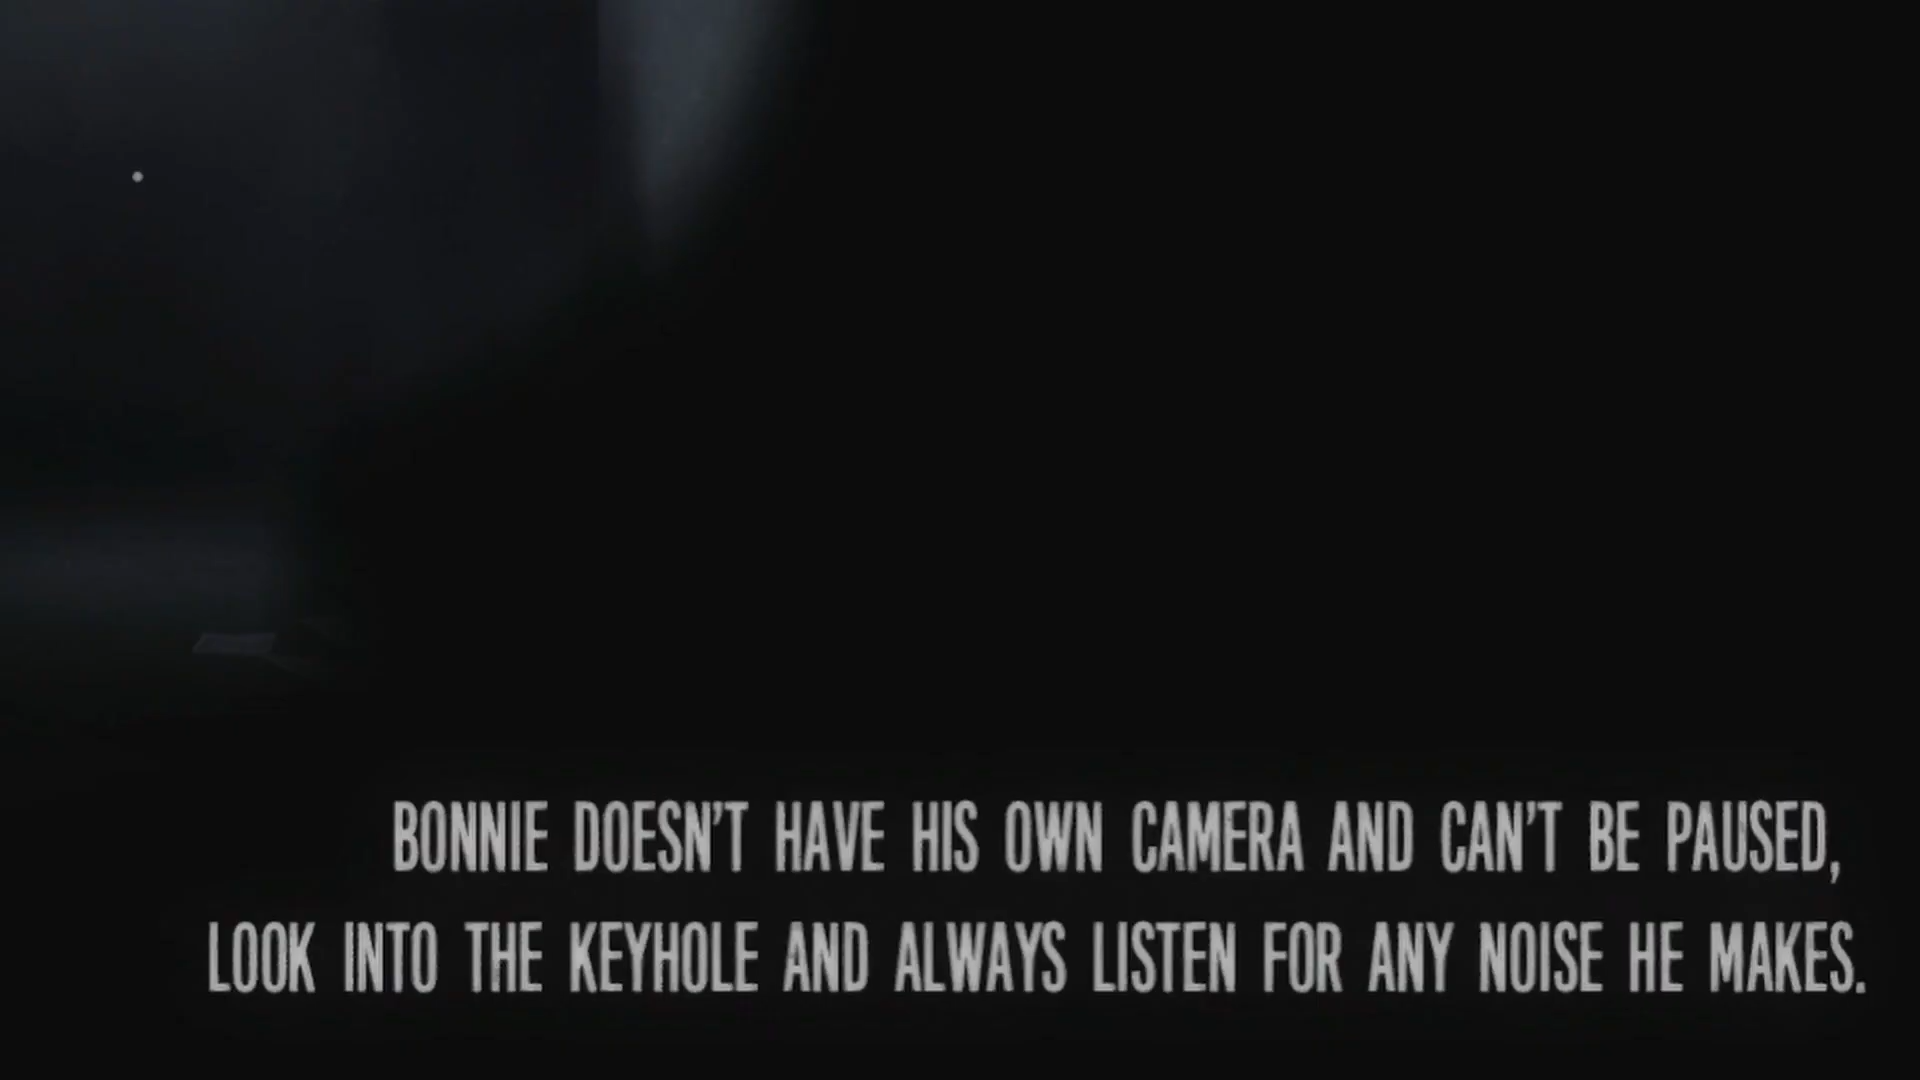 BONNIE DOESN'T HAVE HIS OWN CAMERA AND CAN'T BE PAUSED,
LOOK INTO THE KEYHOLE AND ALWAYS LISTEN FOR ANY NOISE HE MAKES.